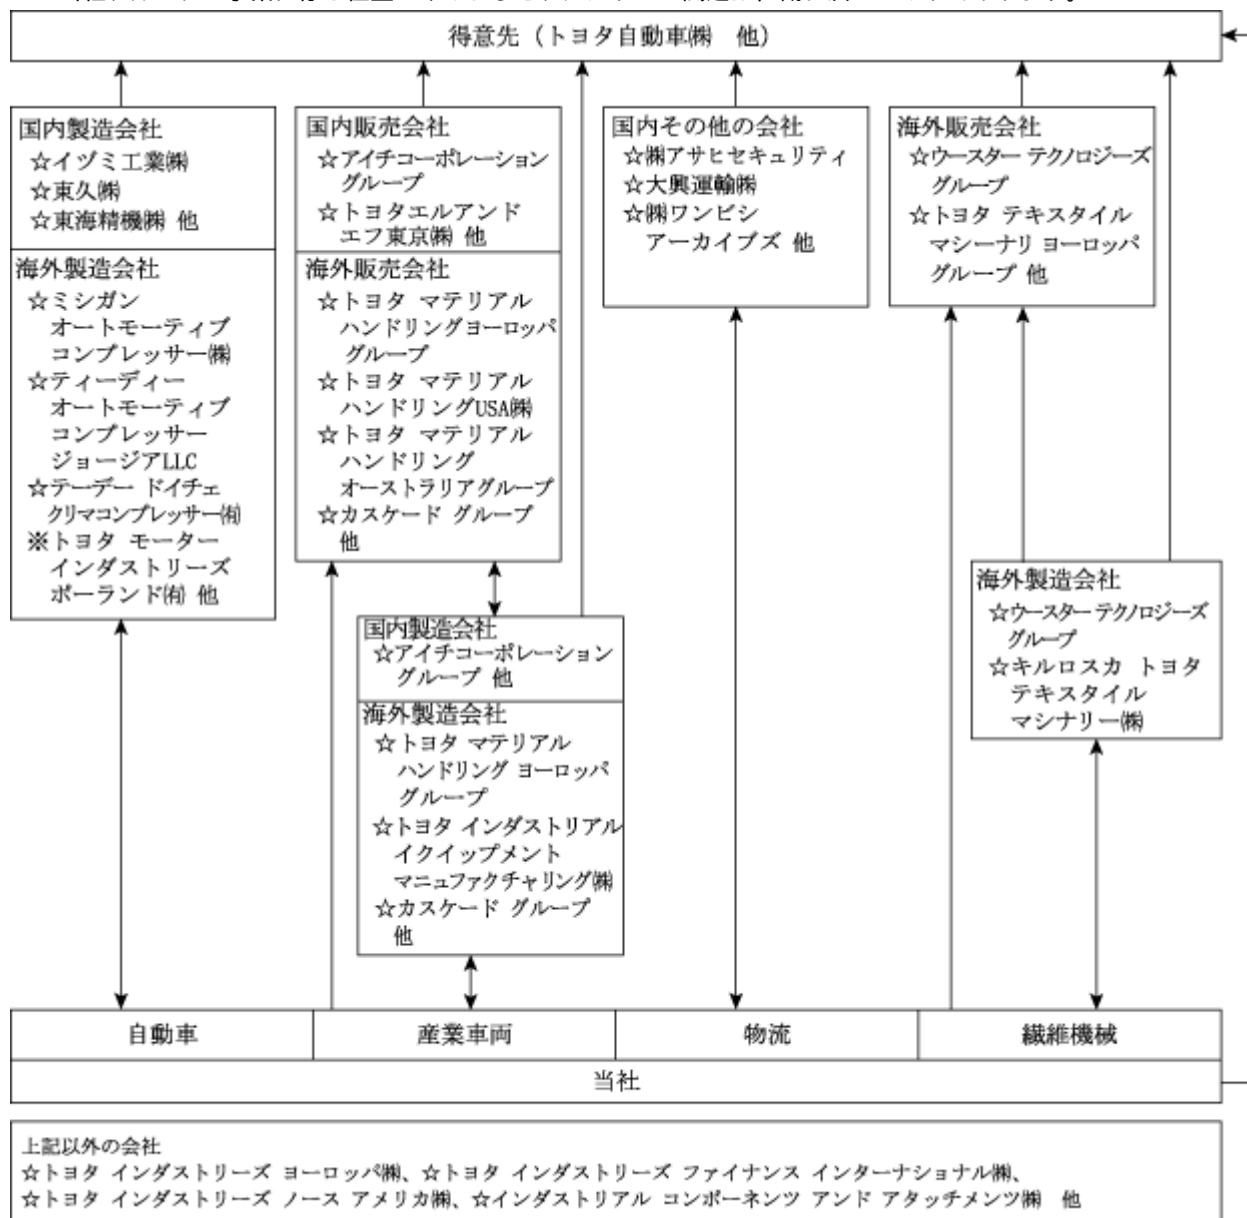 得意先（トヨタ自動車㈱　他）
国内製造会社
☆イヅミ工業㈱
☆東久㈱
☆東海精機㈱ 他
海外製造会社
☆ミシガン
オートモーティブ
コンプレッサー㈱
☆ティーディー
オートモーティブ
コンプレッサー
ジョージアLLC
☆テーデー ドイチェ
クリマコンプレッサー㈲
※トヨタ モーター
インダストリーズ
ポーランド㈲ 他
国内販売会社
☆アイチコーポレーション
グループ
☆トヨタエルアンド
エフ東京㈱ 他
海外販売会社
☆トヨタ マテリアル
ハンドリングヨーロッパ
グループ
☆トヨタ マテリアル
ハンドリングUSA㈱
☆トヨタ マテリアル
ハンドリング
オーストラリアグループ
☆カスケード グループ
他
国内製造会社
☆アイチコーポレーション
グループ 他
海外製造会社
☆トヨタ マテリアル
ハンドリング ヨーロッパ
グループ
☆トヨタ インダストリアル
イクイップメント
マニュファクチャリング㈱
☆カスケード グループ
他
国内その他の会社
☆㈱アサヒセキュリティ
☆大興運輸㈱
☆㈱ワンビシ
アーカイブズ 他
海外販売会社
☆ウースター テクノロジーズ
グループ
☆トヨタ テキスタイル
マシーナリ ヨーロッパ
グループ 他
海外製造会社
☆ウースター テクノロジーズ
グループ
☆キルロスカ トヨタ
テキスタイル
マシナリー㈱
自動車
産業車両
物流
繊維機械
当社
上記以外の会社
☆トヨタ インダストリーズ ヨーロッパ㈱、☆トヨタ インダストリーズ ファイナンス インターナショナル㈱、
☆トヨタ インダストリーズ ノース アメリカ㈱、☆インダストリアル コンポーネンツ アンド アタッチメンツ㈱　他